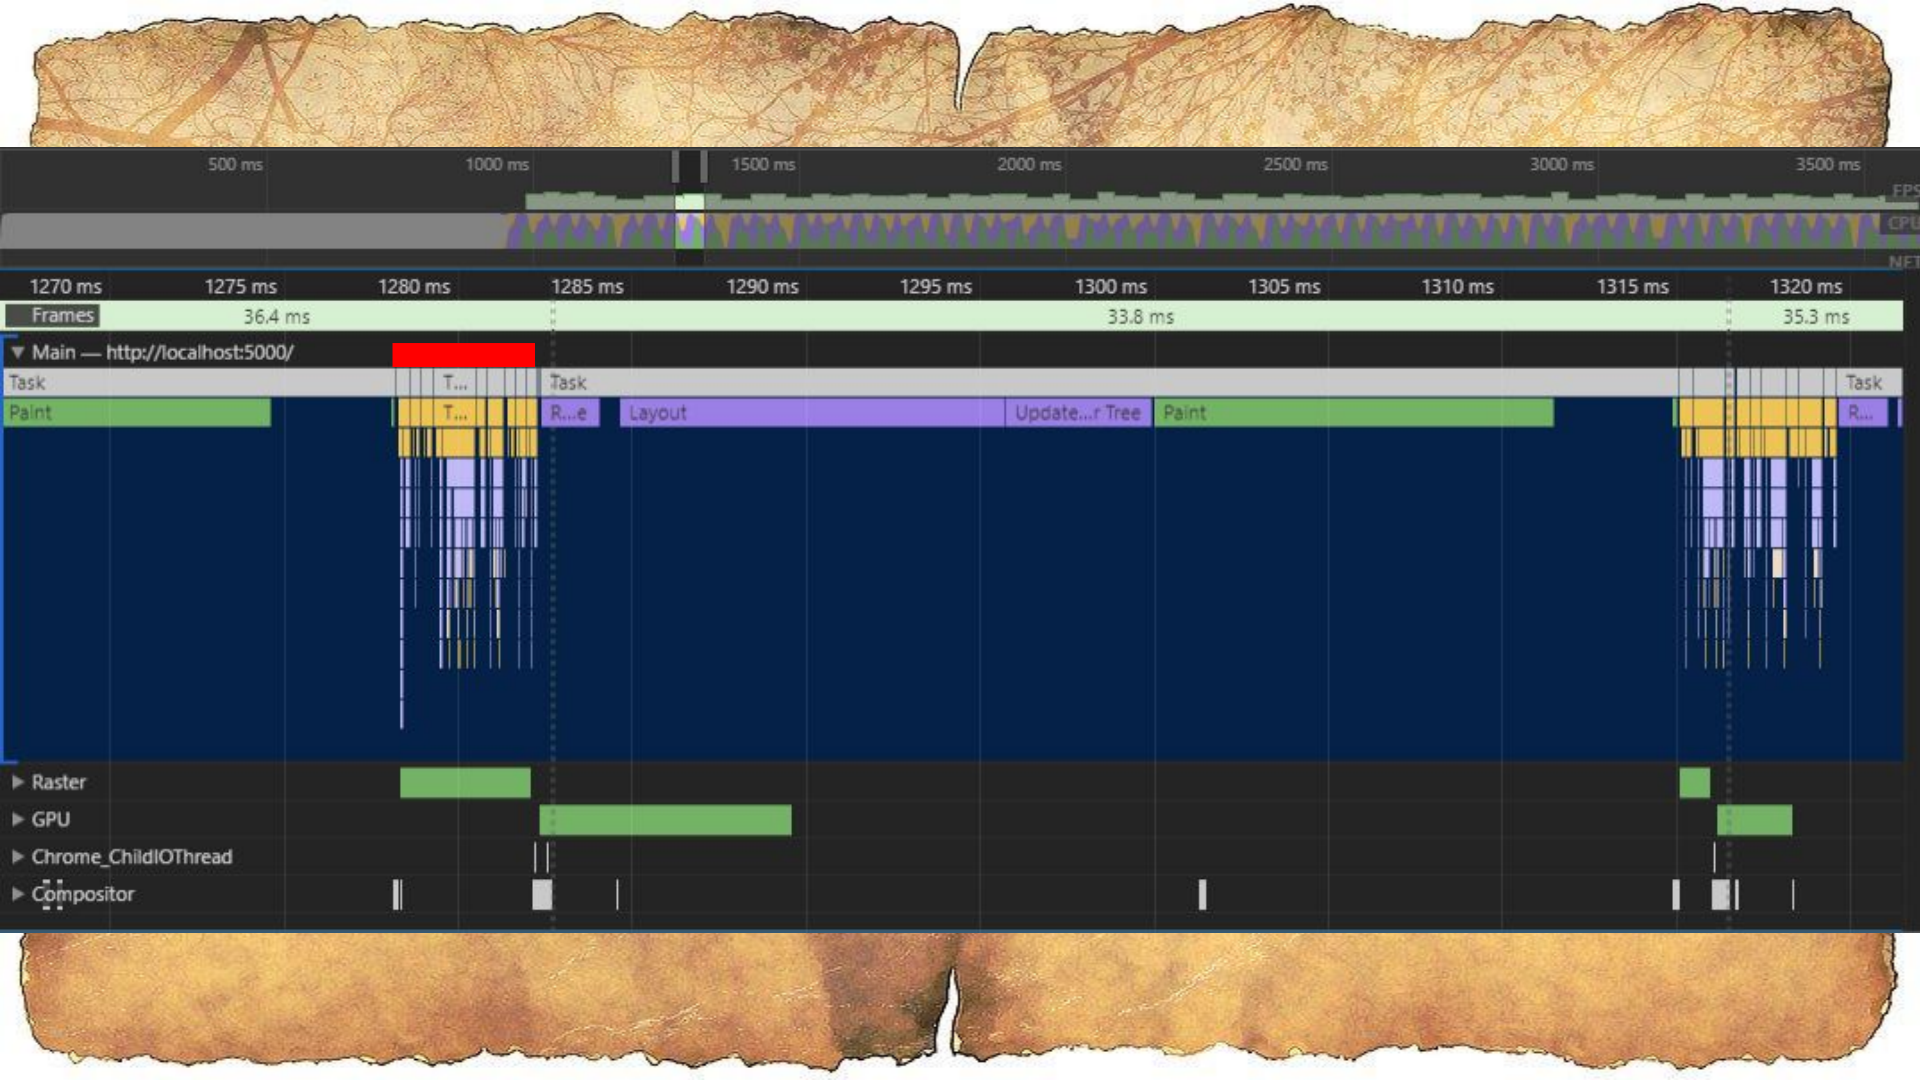 500 ms 1000 ms 1500 ms 2000 ms 2500 ms 3000 ms 3500 ms
FPS
CPU
NET
1270 ms 1275 ms 1280 ms 1285 ms 1290 ms 1295 ms 1300 ms 1305 ms 1310 ms 1315 ms 1320 ms
Frames 36.4 ms 33.8 ms 35.3 ms
Main — http://localhost:5000/
Task T... Task Task
Paint T... R...e Layout Update...r Tree Paint R...
Raster
GPU
Chrome_ChildIOThread
Compositor